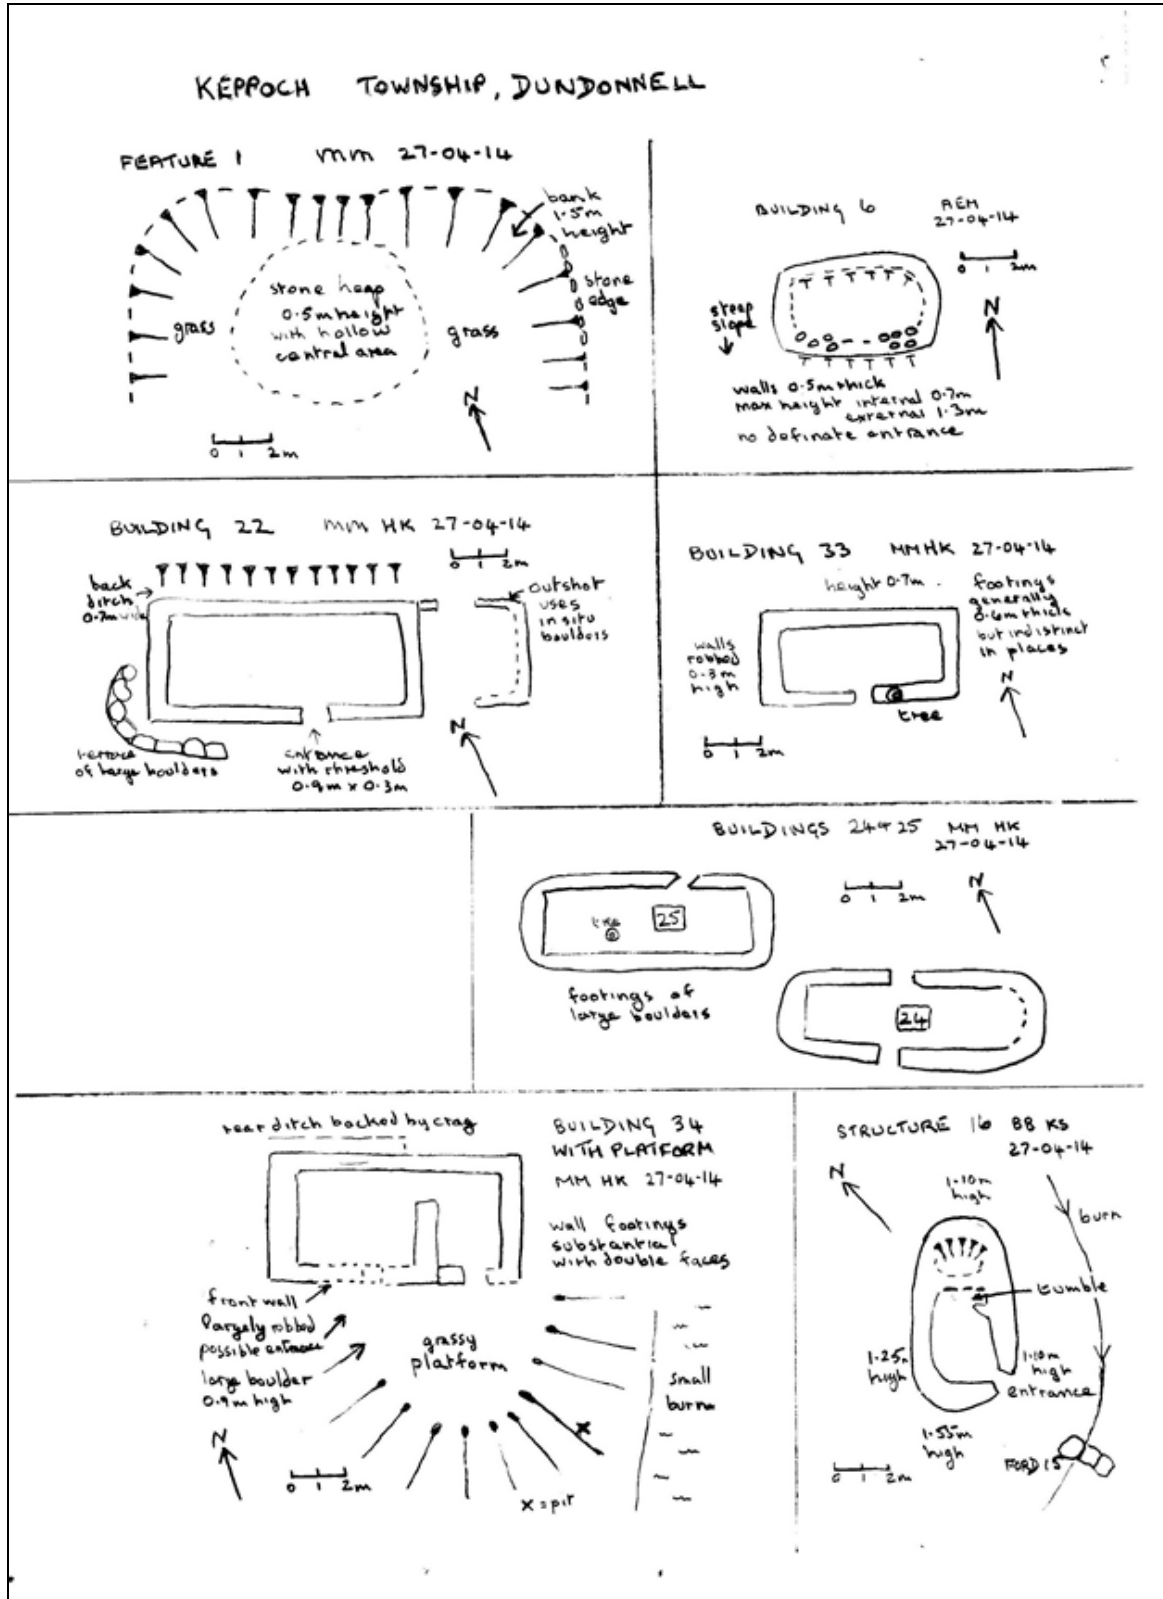 KEPPOCH TOWNSHIP, DUNDONNELL
FEATURE 1 MM 27-04-14
bank
1.5m
height
stone
edge
stone heap
0.5m height
with hollow
central area
grass
grass
N
0 1 2m
BUILDING 6 AEM
27-04-14
0 1 2m
N
steep
slope
walls 0.5m thick
max height internal 0.7m
external 1.3m
no definate entrance
BUILDING 22 MM HK 27-04-14
0 1 2m
back
ditch
0.7m wide
outshot
uses
in situ
boulders
N
terrace
of large boulders
entrance
with threshold
0.9m x 0.3m
BUILDING 33 MMHK 27-04-14
height 0.7m.
footings
generally
0.6m thick
but indistinct
in places
walls
robbed
0.3m
high
N
tree
0 1 2m
BUILDINGS 24+25 MM HK
27-04-14
0 1 2m
N
tree
25
footings of
large boulders
24
rear ditch backed by crag
BUILDING 34
WITH PLATFORM
MM HK 27-04-14
wall footings
substantial
with double faces
front wall
largely robbed
possible entrance
large boulder
0.9m high
grassy
platform
small
burn
N
0 1 2m
x
x = pit
STRUCTURE 16 BB KS
27-04-14
N
1.10m
high
burn
tumble
1.25m
high
1.10m
high
entrance
1.55m
high
0 1 2m
FORD 15